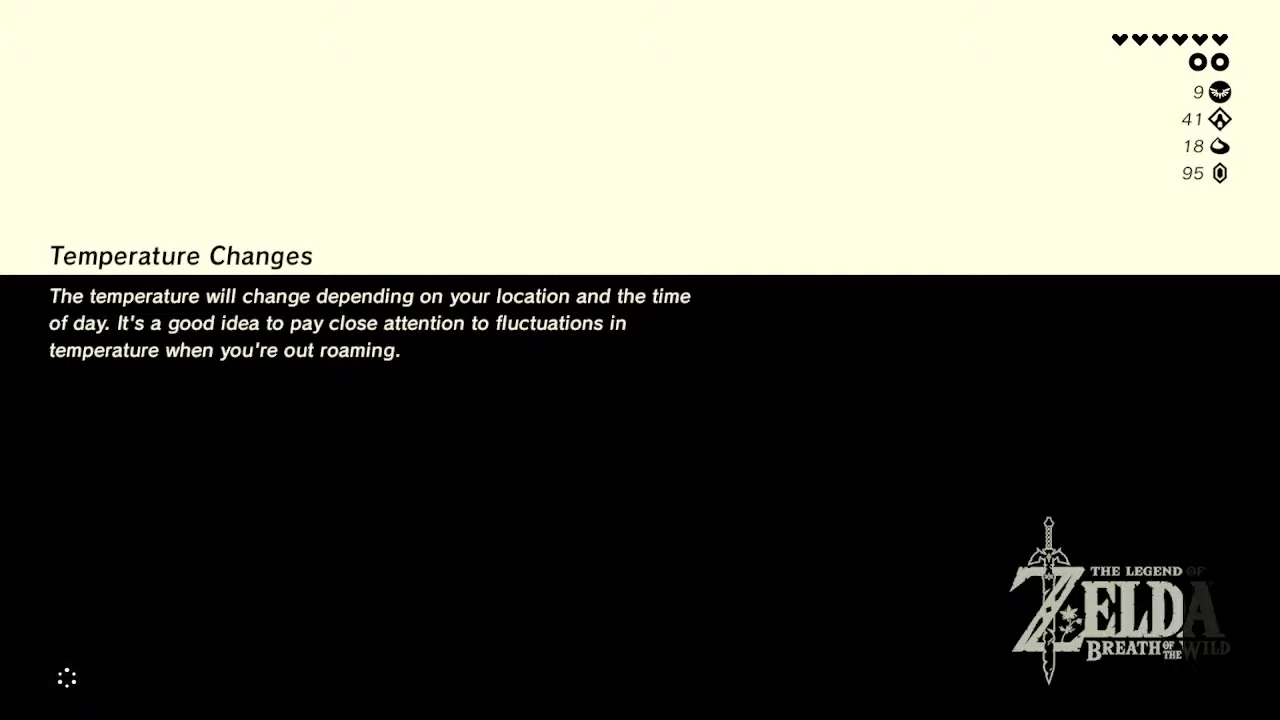 9
41
18
95
Temperature Changes
The temperature will change depending on your location and the time
of day. It's a good idea to pay close attention to fluctuations in
temperature when you're out roaming.
THE LEGEND OF
ZELDA
BREATH OF THE WILD